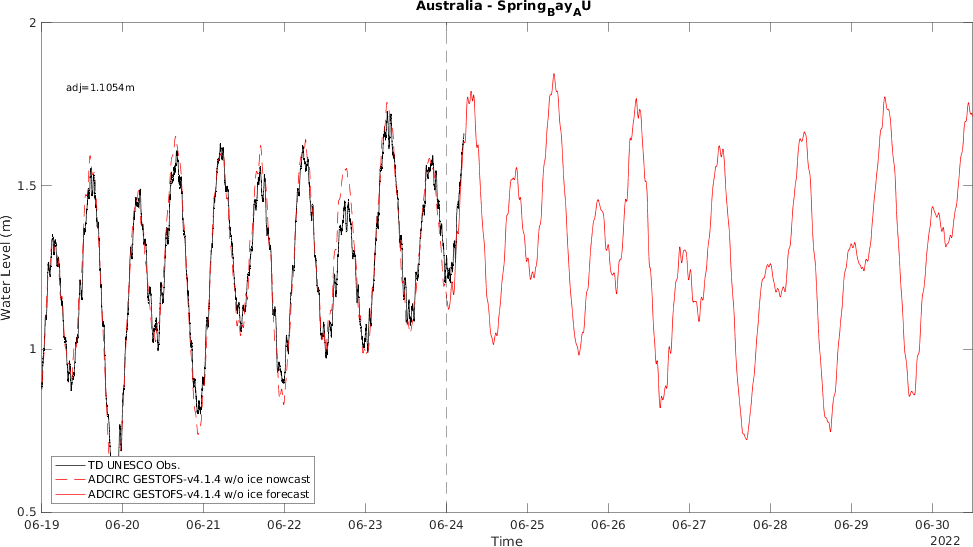 Australia - SpringBayAU
adj=1.1054m
Water Level (m)
2
1.5
1
0.5
TD UNESCO Obs.
ADCIRC GESTOFS-v4.1.4 w/o ice nowcast
ADCIRC GESTOFS-v4.1.4 w/o ice forecast
06-19 06-20 06-21 06-22 06-23 06-24 06-25 06-26 06-27 06-28 06-29 06-30
Time
2022